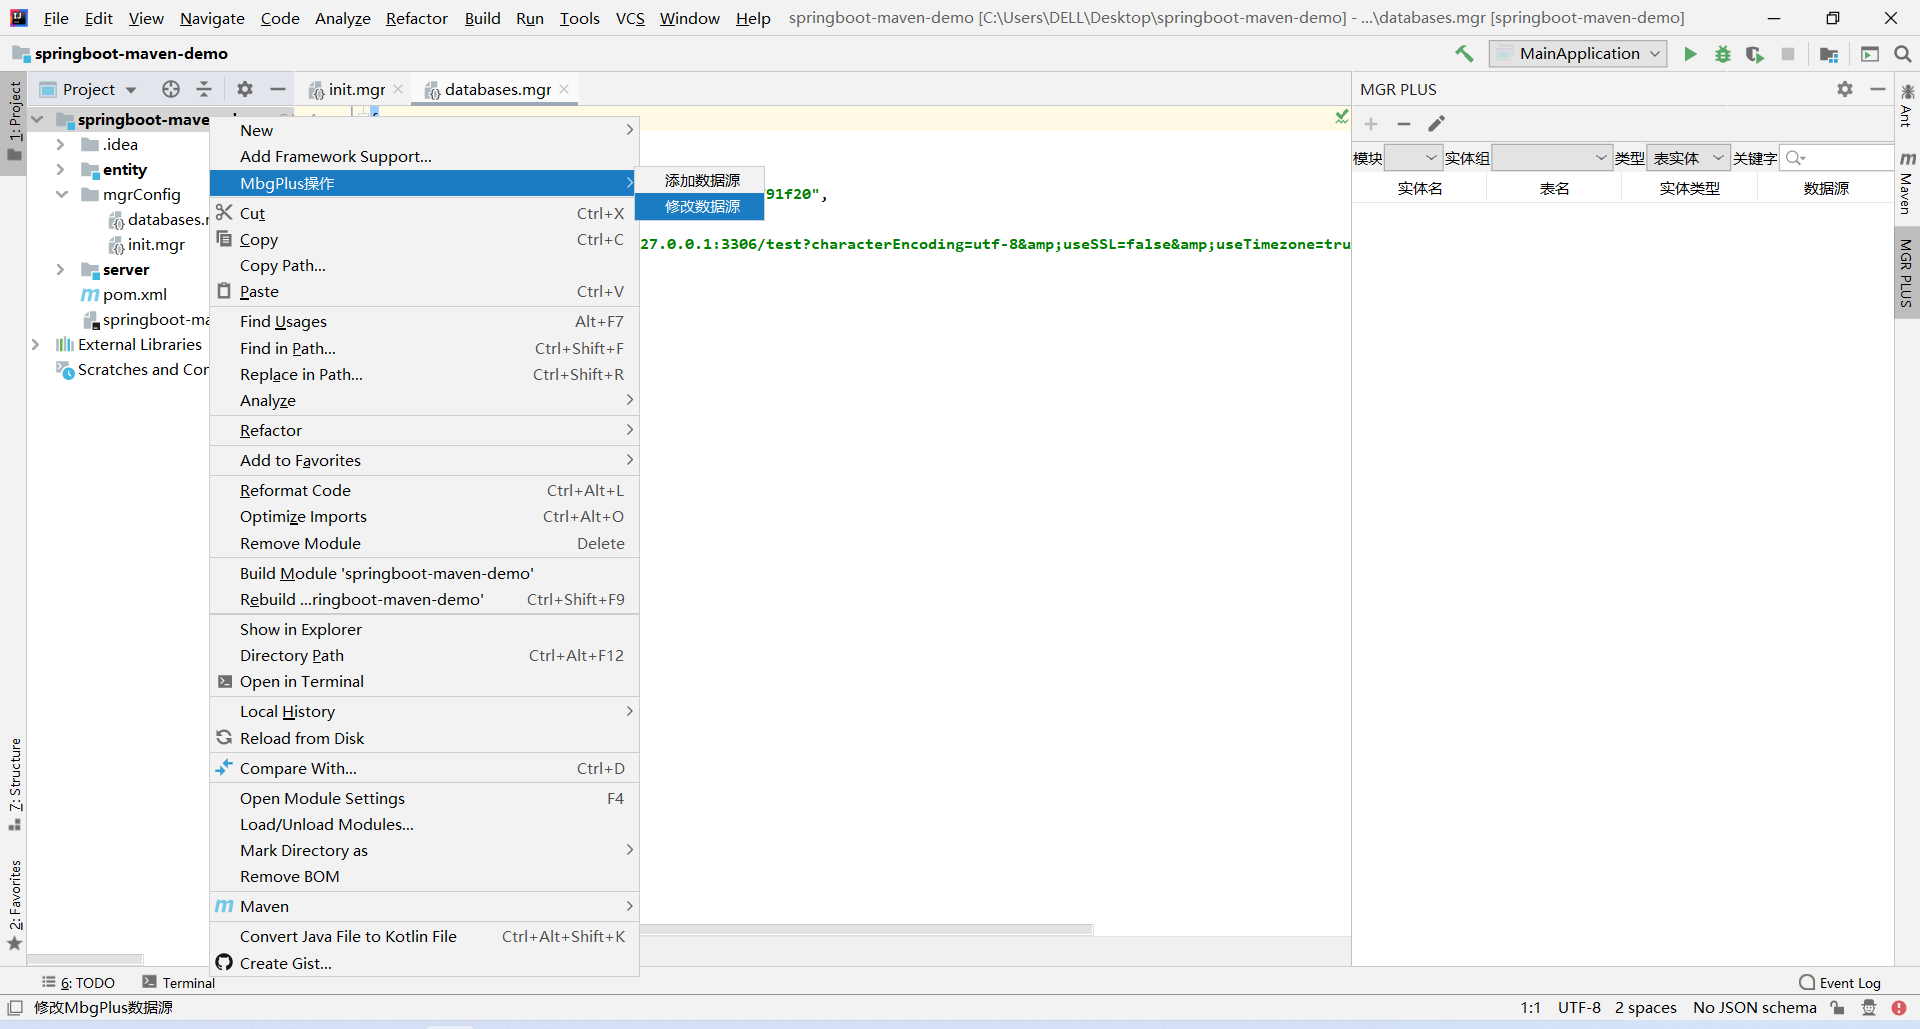 File Edit View Navigate Code Analyze Refactor Build Run Tools VCS Window Help springboot-maven-demo [C:\Users\DELL\Desktop\springboot-maven-demo] - ...\databases.mgr [springboot-maven-demo]
springboot-maven-demo
MainApplication
1: Project
Project
init.mgr
databases.mgr
MGR PLUS
springboot-mave
.idea
entity
mgrConfig
databases.r
init.mgr
server
pom.xml
springboot-ma
External Libraries
Scratches and Cor
New
Add Framework Support...
MbgPlus操作
Cut Ctrl+X
Copy Ctrl+C
Copy Path...
Paste Ctrl+V
Find Usages Alt+F7
Find in Path... Ctrl+Shift+F
Replace in Path... Ctrl+Shift+R
Analyze
Refactor
Add to Favorites
Reformat Code Ctrl+Alt+L
Optimize Imports Ctrl+Alt+O
Remove Module Delete
Build Module 'springboot-maven-demo'
Rebuild ...ringboot-maven-demo' Ctrl+Shift+F9
Show in Explorer
Directory Path Ctrl+Alt+F12
Open in Terminal
Local History
Reload from Disk
Compare With... Ctrl+D
Open Module Settings F4
Load/Unload Modules...
Mark Directory as
Remove BOM
Maven
Convert Java File to Kotlin File Ctrl+Alt+Shift+K
Create Gist...
添加数据源
修改数据源
91f20",
27.0.0.1:3306/test?characterEncoding=utf-8&amp;useSSL=false&amp;useTimezone=tru
模块 实体组 类型 表实体 关键字
实体名 表名 实体类型 数据源
Ant
Maven
MGR PLUS
7: Structure
2: Favorites
6: TODO
Terminal
Event Log
修改MbgPlus数据源
1:1 UTF-8 2 spaces No JSON schema